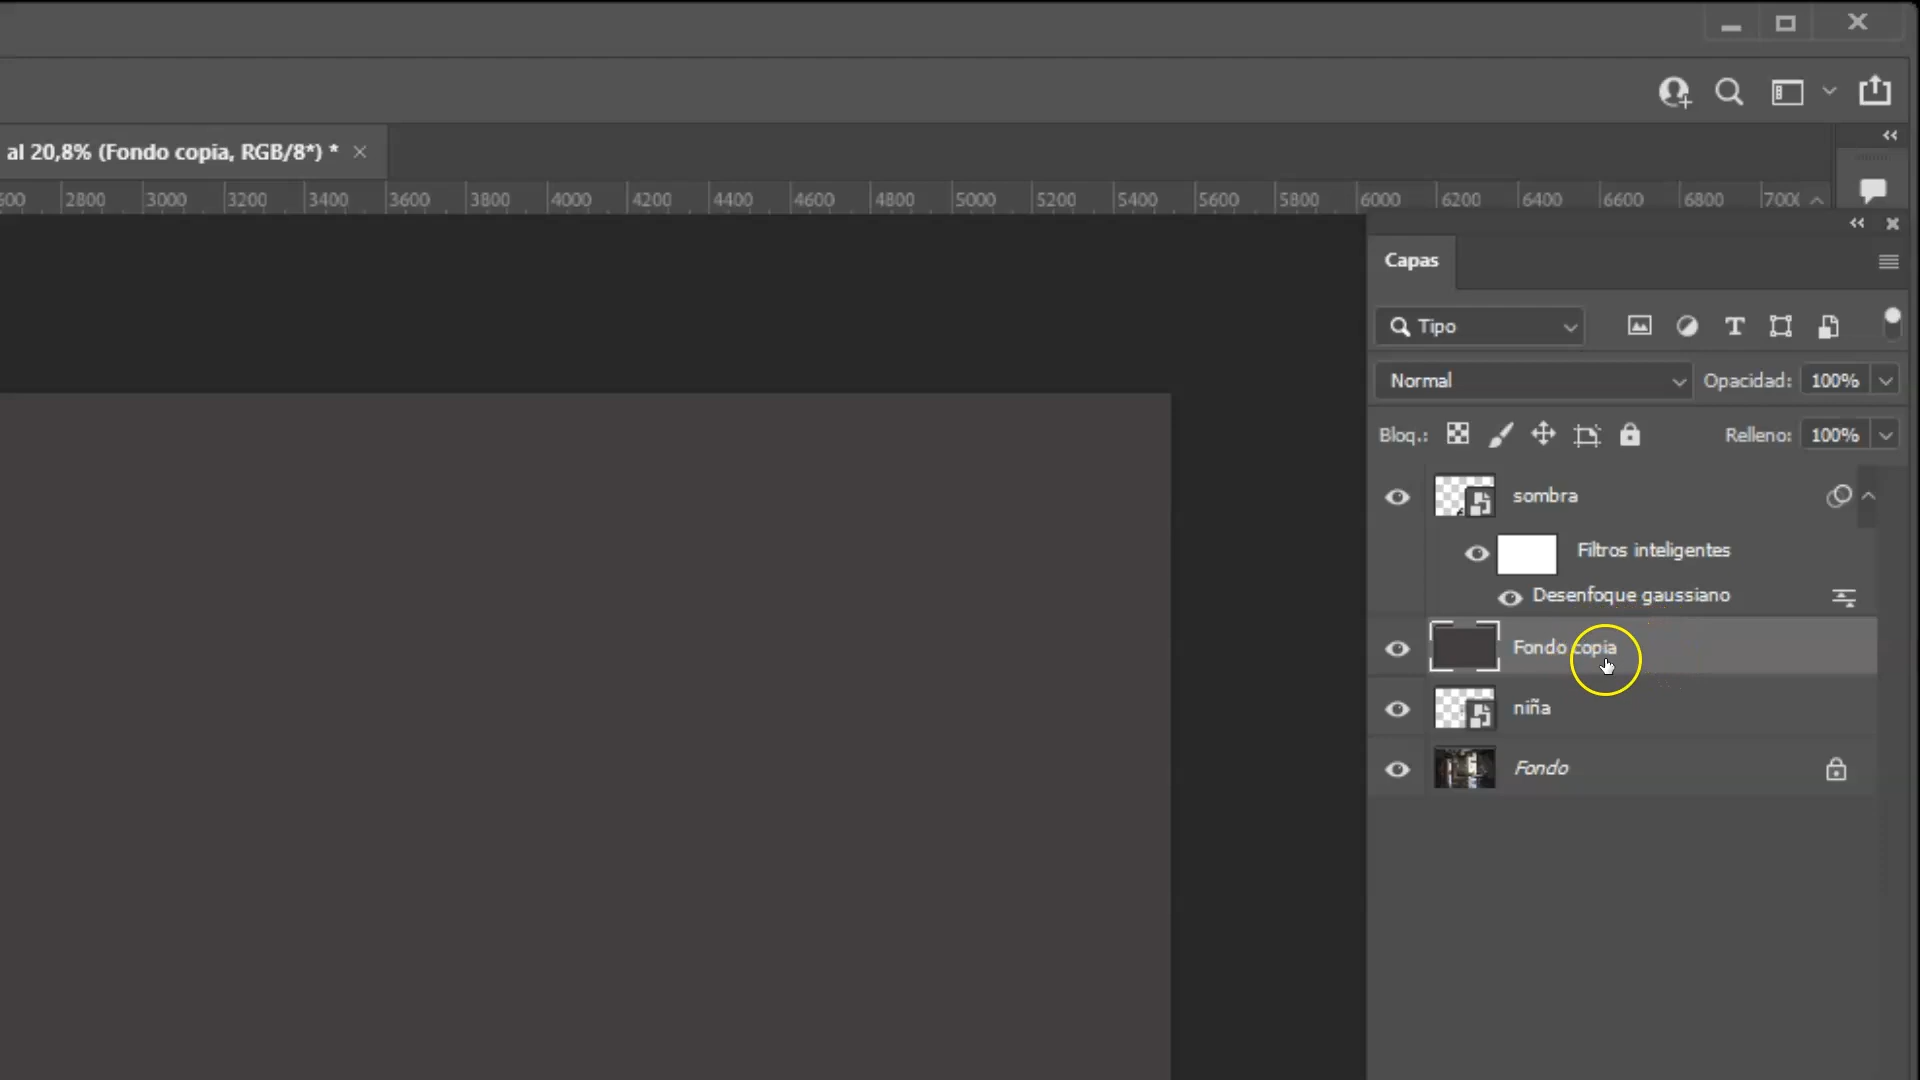 al 20,8% (Fondo copia, RGB/8*) *
2800 3000 3200 3400 3600 3800 4000 4200 4400 4600 4800 5000 5200 5400 5600 5800 6000 6200 6400 6600 6800
Capas
Tipo
Normal Opacidad: 100%
Bloq.: Relleno: 100%
sombra
Filtros inteligentes
Desenfoque gaussiano
Fondo copia
niña
Fondo